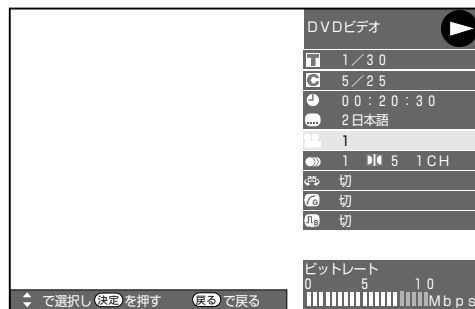 DVDビデオ
T 1／30
C 5／25
00：20：30
2日本語
1
1 5 1CH
切
G 切
S 切
ビットレート
0 5 10
Mbps
で選択し 決定 を押す 戻る で戻る